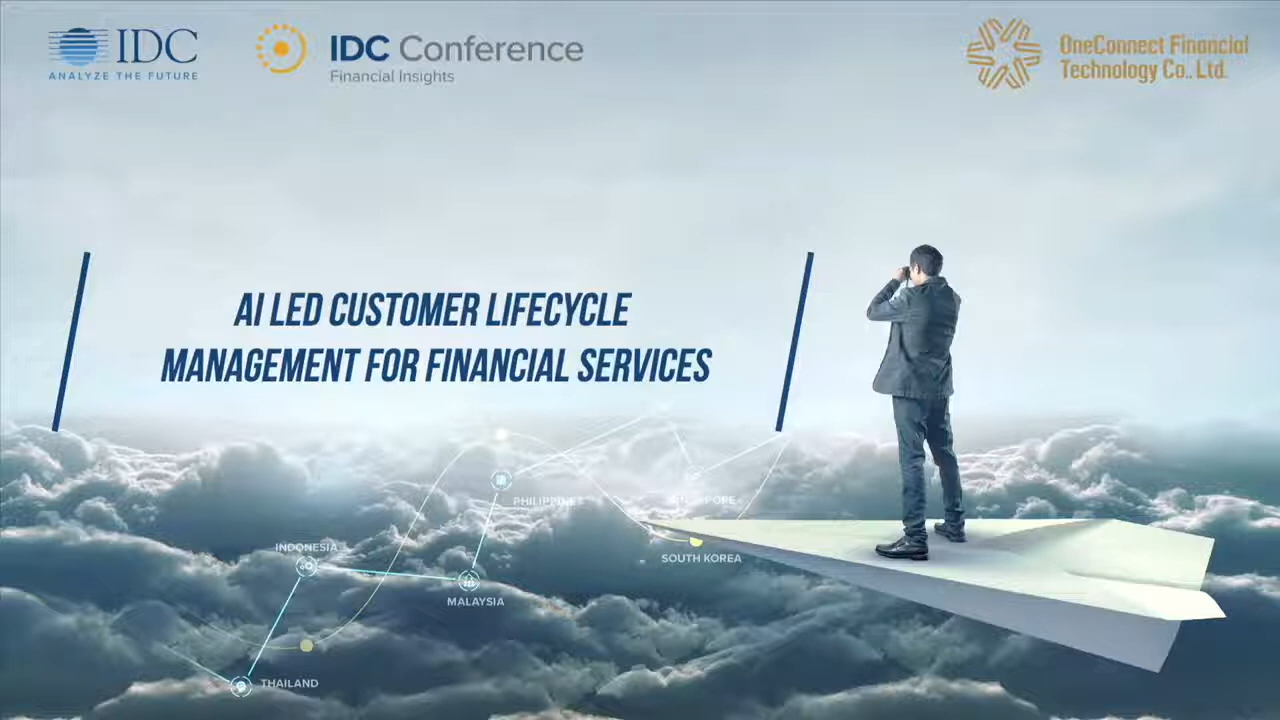 IDC
ANALYZE THE FUTURE
IDC Conference
Financial Insights
OneConnect Financial
Technology Co., Ltd.
AI LED CUSTOMER LIFECYCLE
MANAGEMENT FOR FINANCIAL SERVICES
PHILIPPINES
SINGAPORE
INDONESIA
SOUTH KOREA
MALAYSIA
THAILAND